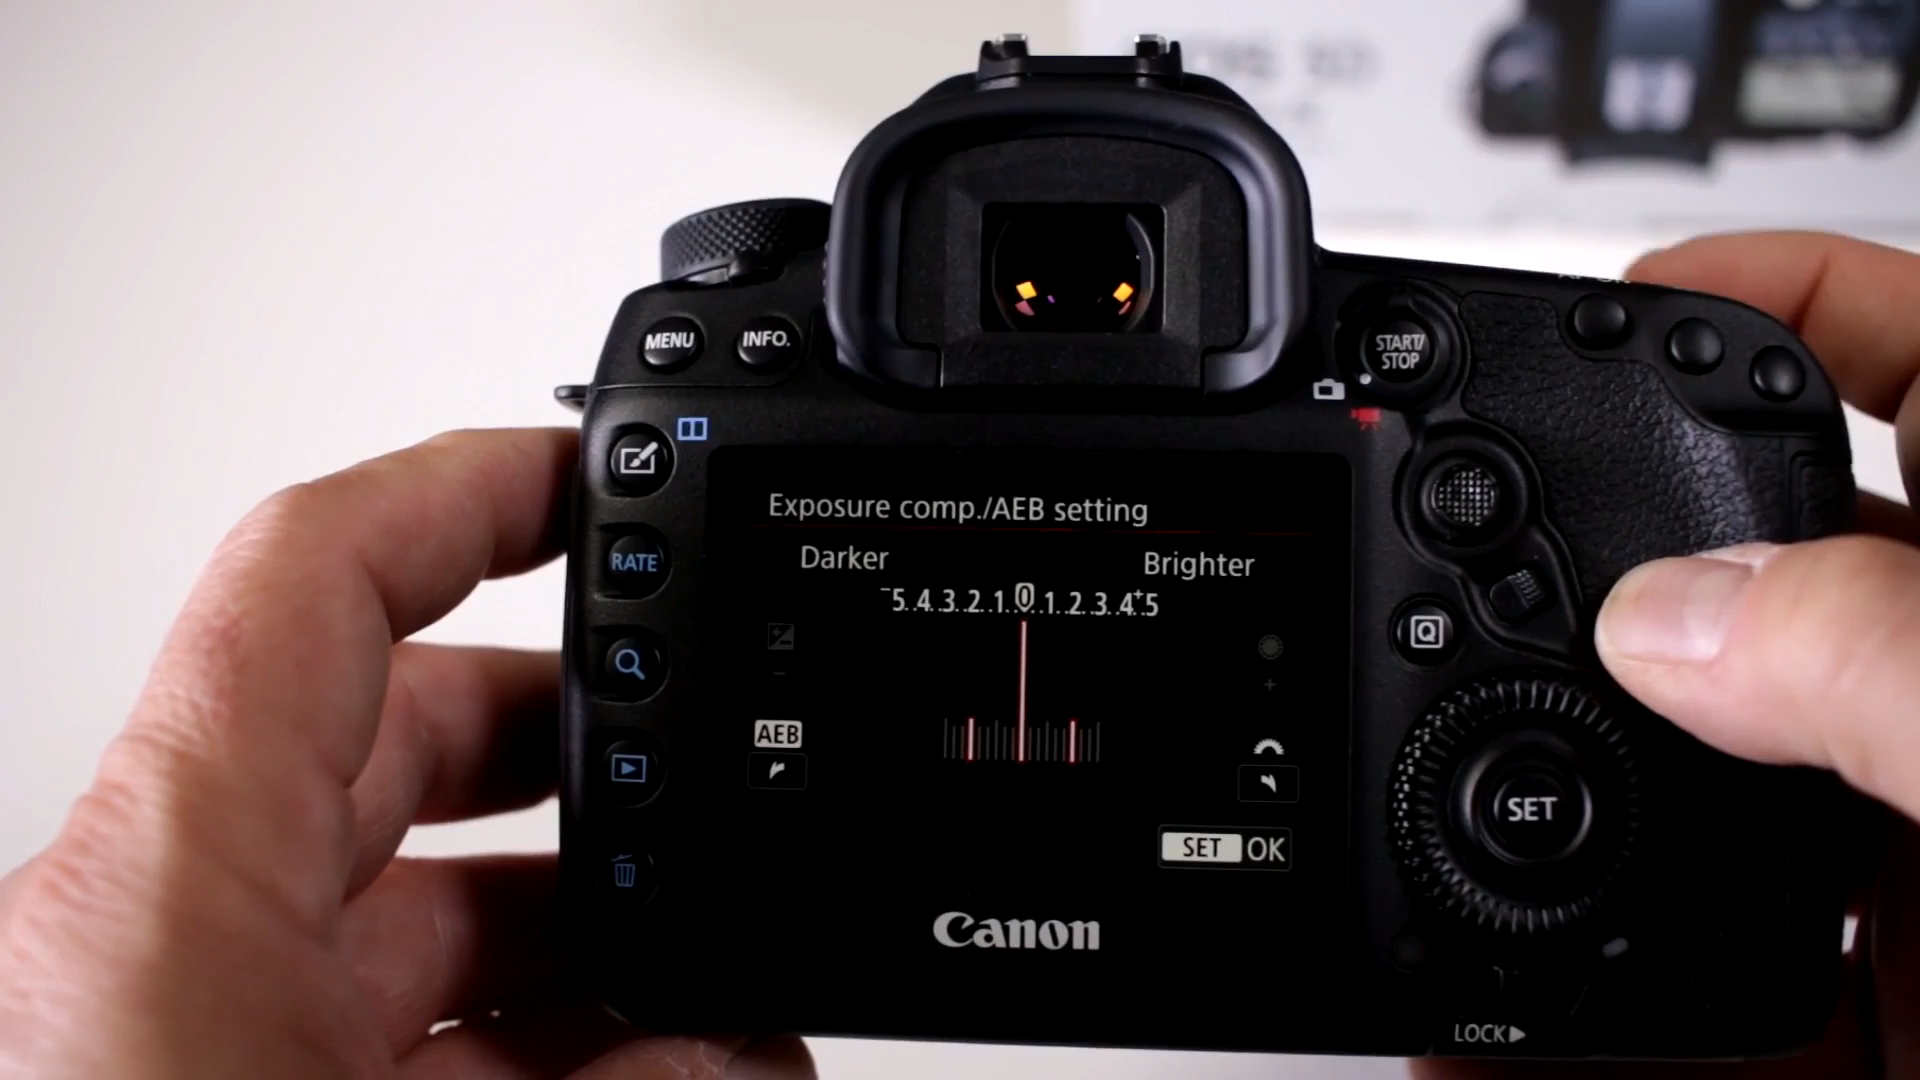 MENU
INFO.
START/
STOP
RATE
Exposure comp./AEB setting
Darker
Brighter
-5..4..3..2..1..0..1..2..3..4..+5
AEB
Q
SET OK
SET
Canon
LOCK